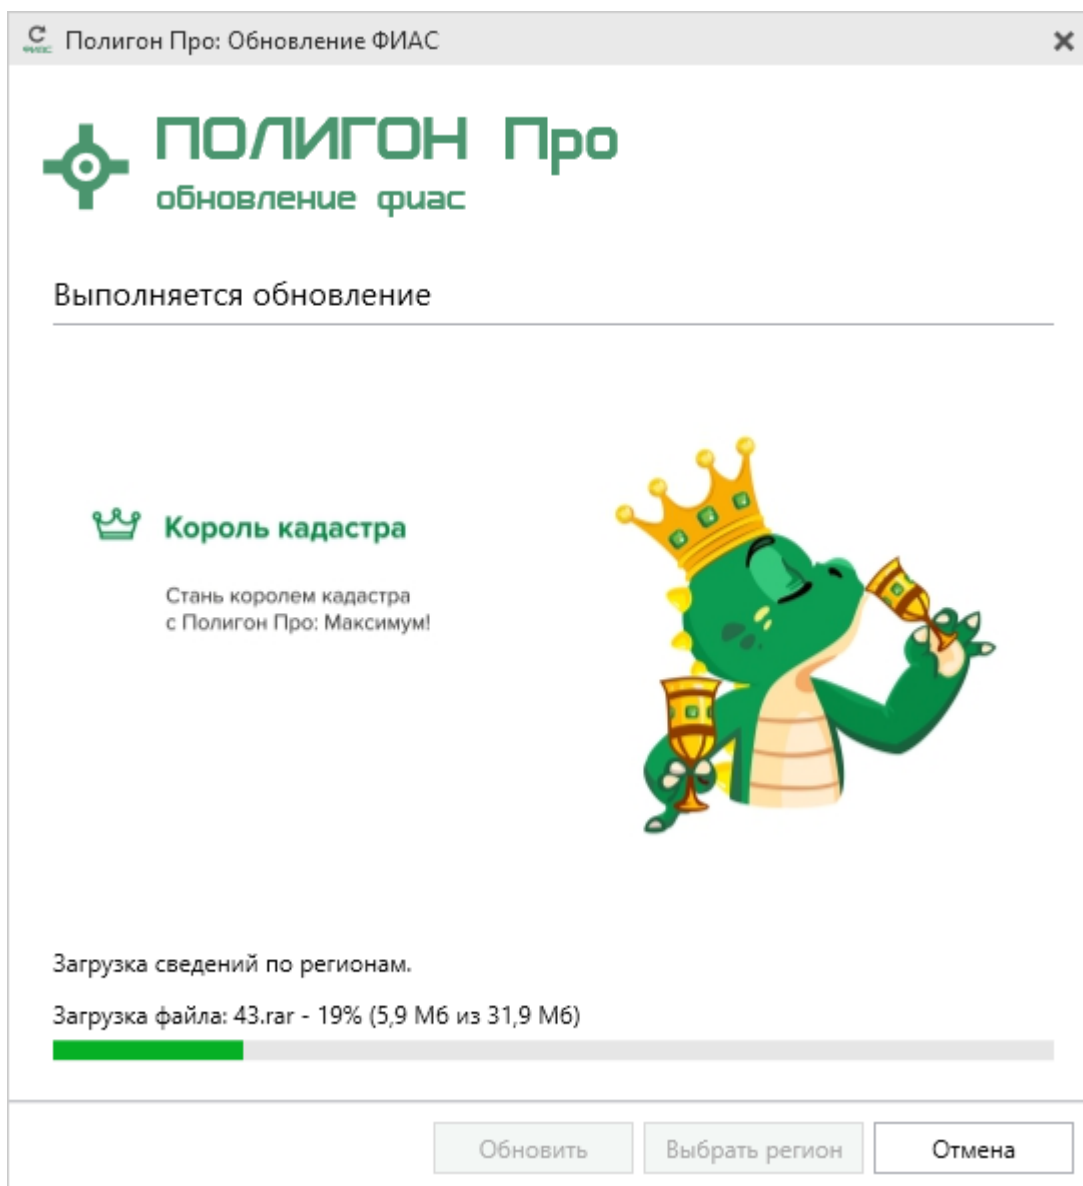 ФИАС
Полигон Про: Обновление ФИАС
ПОЛИГОН Про
обновление фиас
Выполняется обновление
Король кадастра
Стань королем кадастра
с Полигон Про: Максимум!
Загрузка сведений по регионам.
Загрузка файла: 43.rar - 19% (5,9 Мб из 31,9 Мб)
Обновить
Выбрать регион
Отмена